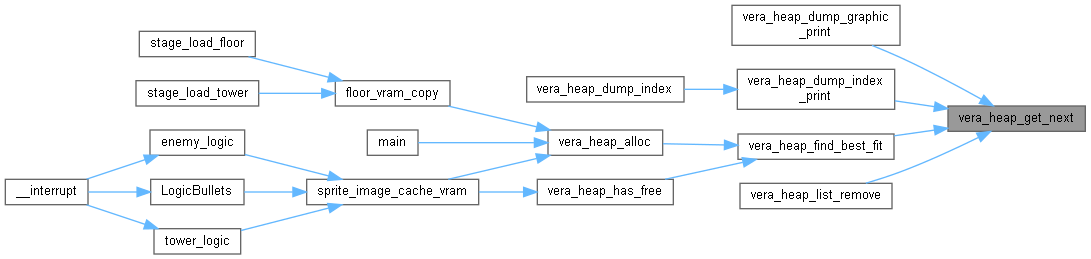 vera_heap_dump_graphic
_print
stage_load_floor
vera_heap_dump_index
_print
stage_load_tower
floor_vram_copy
vera_heap_dump_index
vera_heap_get_next
enemy_logic
main
vera_heap_alloc
vera_heap_find_best_fit
__interrupt
LogicBullets
sprite_image_cache_vram
vera_heap_has_free
vera_heap_list_remove
tower_logic